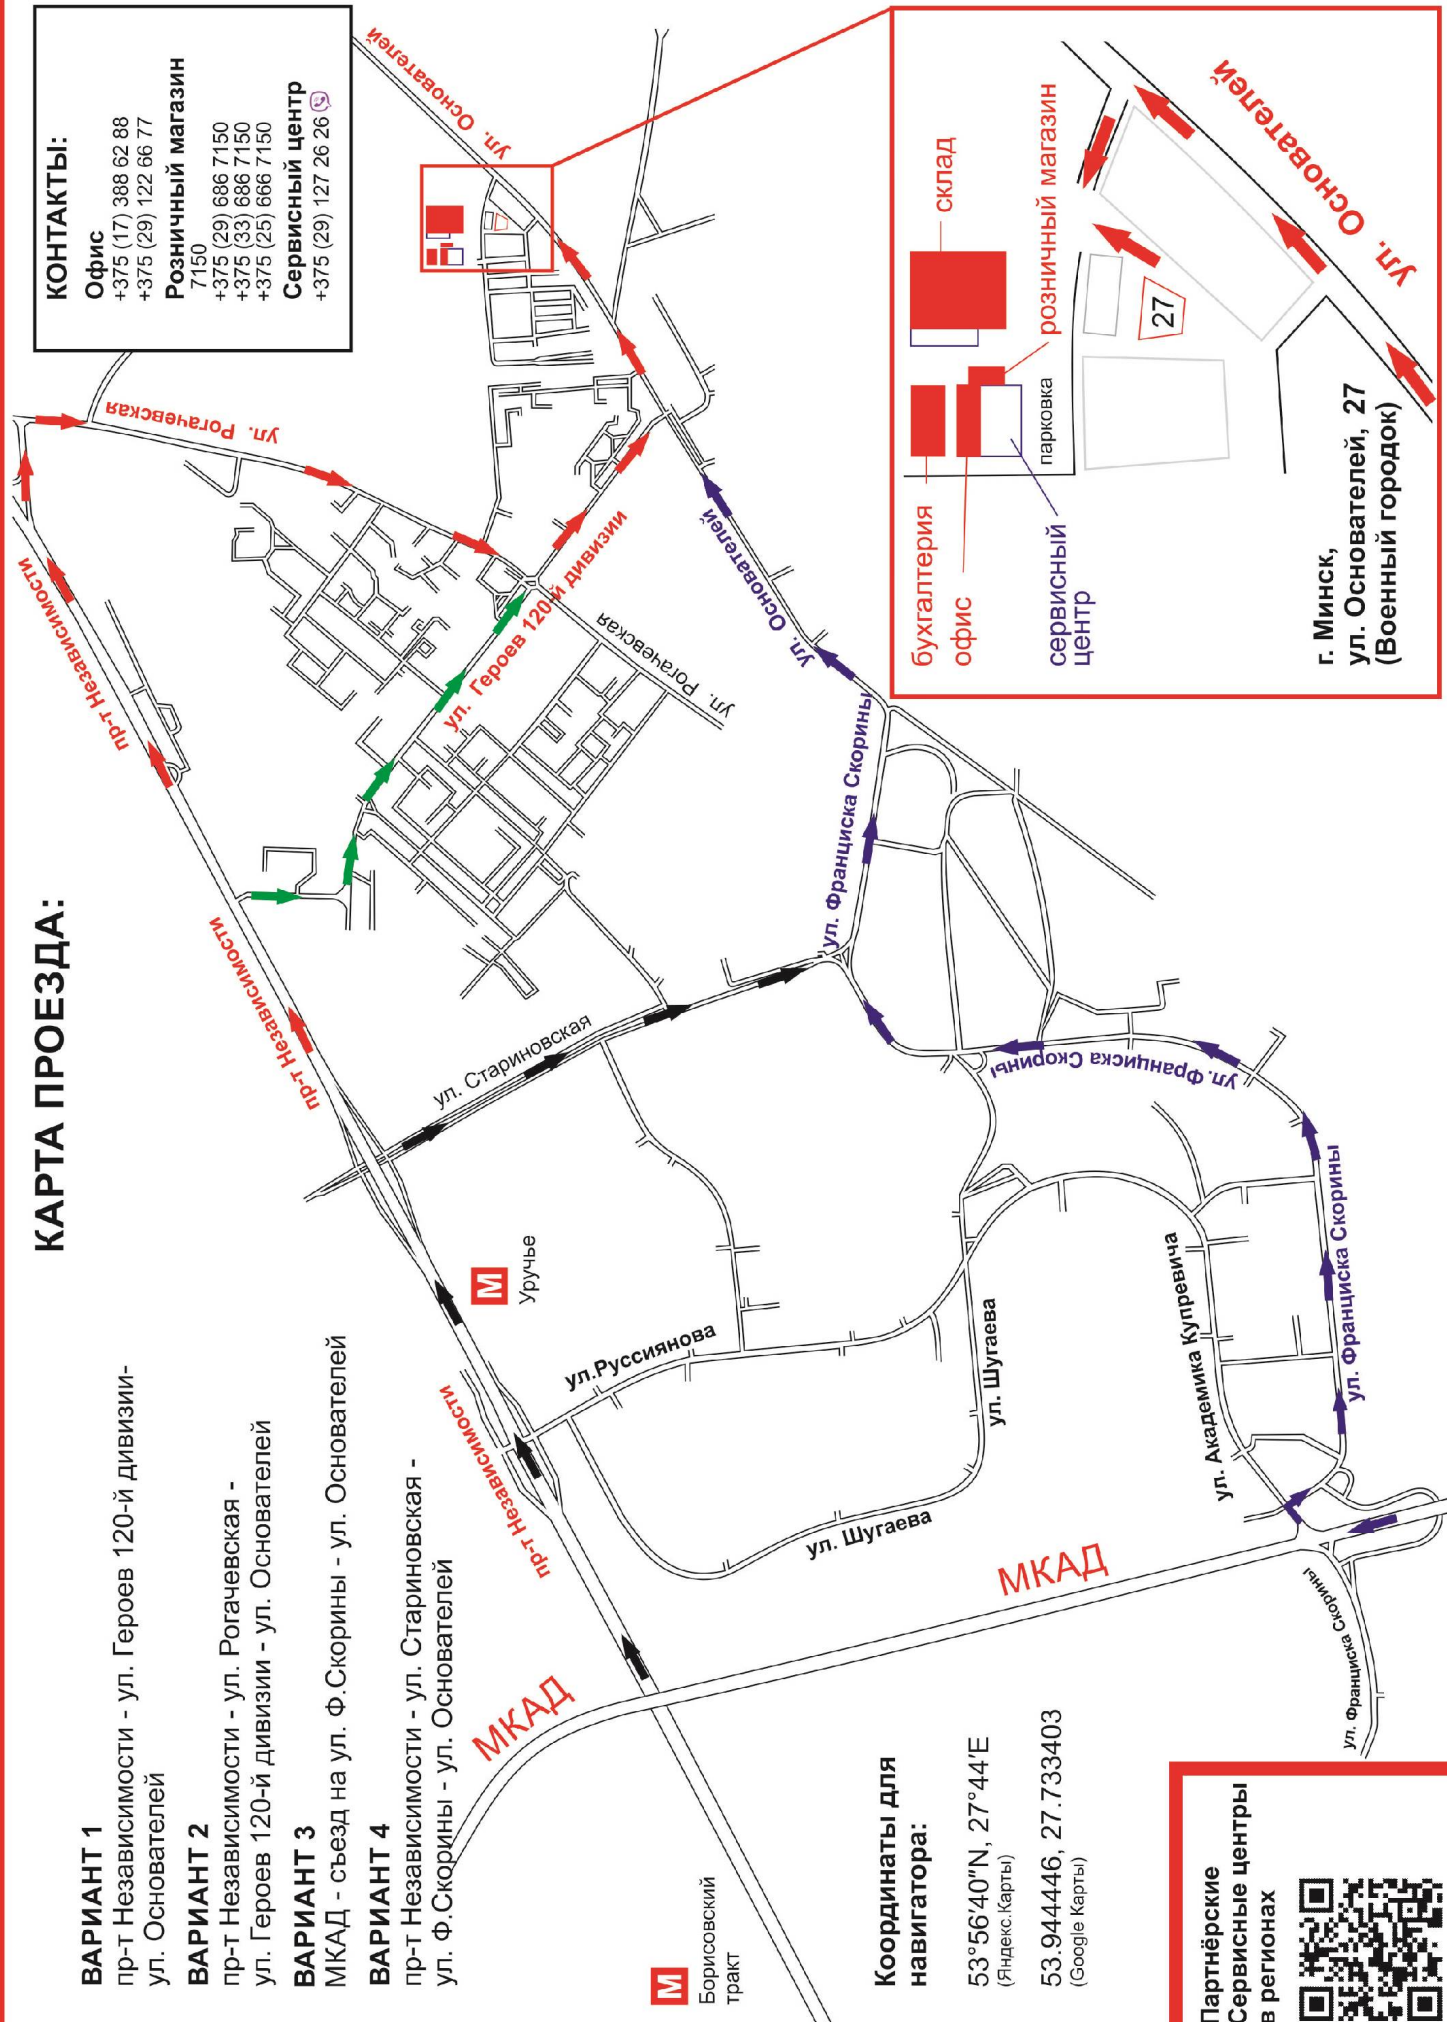 КАРТА ПРОЕЗДА:
ВАРИАНТ 1
пр-т Независимости - ул. Героев 120-й дивизии-
ул. Основателей
ВАРИАНТ 2
пр-т Независимости - ул. Рогачевская -
ул. Героев 120-й дивизии - ул. Основателей
ВАРИАНТ 3
МКАД - съезд на ул. Ф.Скорины - ул. Основателей
ВАРИАНТ 4
пр-т Независимости - ул. Стариновская -
ул. Ф.Скорины - ул. Основателей
КОНТАКТЫ:
Офис
+375 (17) 388 62 88
+375 (29) 122 66 77
Розничный магазин
7150
+375 (29) 686 7150
+375 (33) 686 7150
+375 (25) 666 7150
Сервисный центр
+375 (29) 127 26 26
пр-т Независимости
пр-т Независимости
пр-т Независимости
пр-т Независимости
ул. Рогачевская
ул. Рогачевская
ул. Героев 120-й дивизии
ул. Основателей
ул. Основателей
ул. Стариновская
М
Уручье
ул.Руссиянова
ул. Шугаева
ул. Шугаева
ул. Академика Купревича
ул. Франциска Скорины
ул. Франциска Скорины
ул. Франциска Скорины
ул. Франциска Скорины
ул. Франциска Скорины
МКАД
МКАД
М
Борисовский
тракт
Координаты для
навигатора:
53°56'40"N, 27°44'E
(Яндекс.Карты)
53.944446, 27.733403
(Google Карты)
Партнёрские
Сервисные центры
в регионах
бухгалтерия
офис
сервисный
центр
склад
розничный магазин
парковка
27
ул. Основателей
г. Минск,
ул. Основателей, 27
(Военный городок)